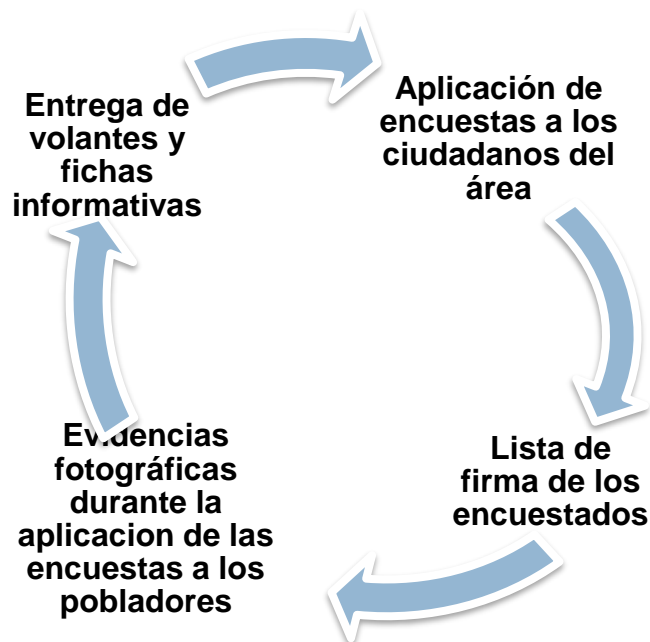 Entrega de
volantes y
fichas
informativas
Aplicación de
encuestas a los
ciudadanos del
área
Lista de
firma de los
encuestados
Evidencias
fotográficas
durante la
aplicacion de las
encuestas a los
pobladores